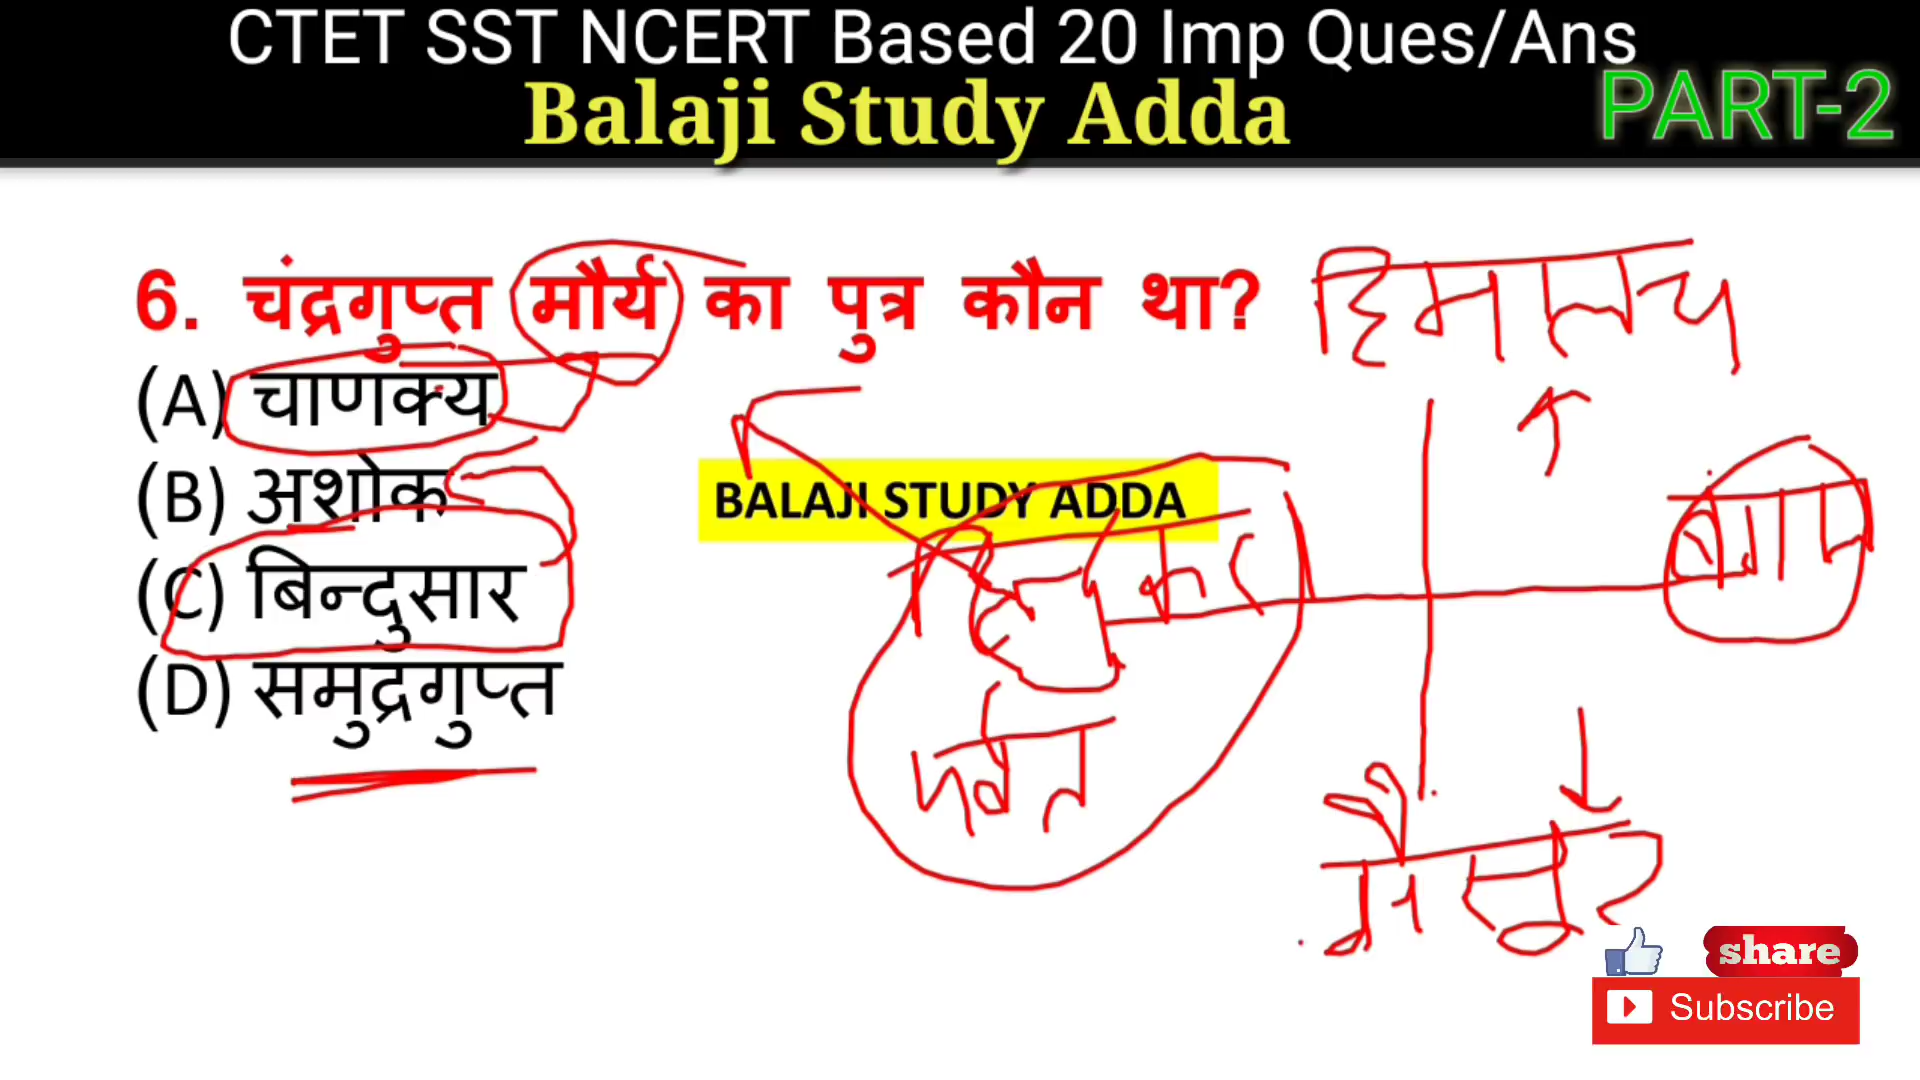 CTET SST NCERT Based 20 Imp Ques/Ans
Balaji Study Adda
PART-2
6. चंद्रगुप्त मौर्य का पुत्र कौन था?
(A) चाणक्य
(B) अशोक
(C) बिन्दुसार
(D) समुद्रगुप्त
BALAJI STUDY ADDA
share
Subscribe